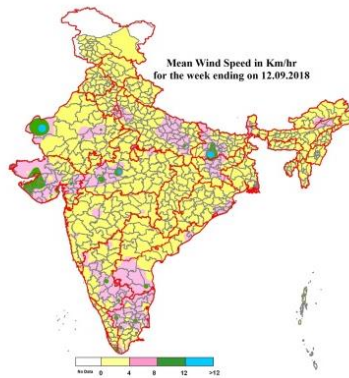 Mean Wind Speed in Km/hr
for the week ending on 12.09.2018
No Data 0 4 8 12 >12